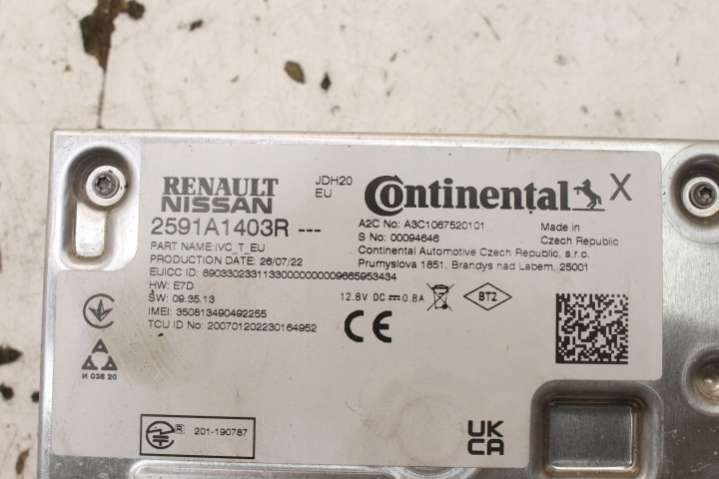 RENAULT
NISSAN
JDH20
EU
Continental X
2591A1403R ---
PART NAME:IVC_T_EU
PRODUCTION DATE: 26/07/22
A2C No: A3C1067520101
S No: 00094646
Made in
Czech Republic
Continental Automotive Czech Republic, s.r.o.
Prumyslova 1851, Brandys nad Labem, 25001
EUICC ID: 89033023311330000000009665953434
HW: E7D
SW: 09.35.13
IMEI: 350813490492255
TCU ID No: 200701202230164952
12.8V DC 0.8A
BT2
CE
И 036 20
R 201-190787
UK
CA